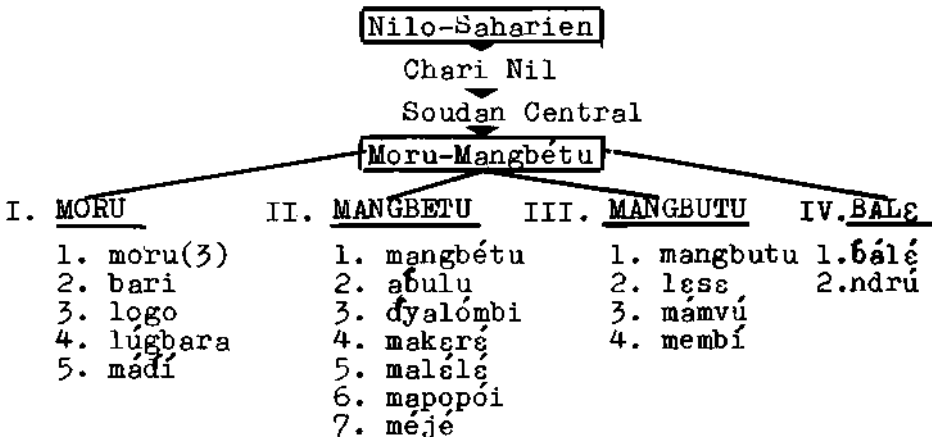 Nilo-Saharien
Chari Nil
Soudan Central
Moru-Mangbétu
I. MORU II. MANGBETU III. MANGBUTU IV. BALƐ
1. moru(3) 1. mangbétu 1. mangbutu 1. ɓálɛ́
2. bari 2. aɓulu 2. lɛsɛ 2. ndrú
3. logo 3. ɗyalómbi 3. mámvú
4. lúgbara 4. makɛrɛ́ 4. membí
5. máɗí 5. malɛ́lɛ́
6. mapopói
7. méjé